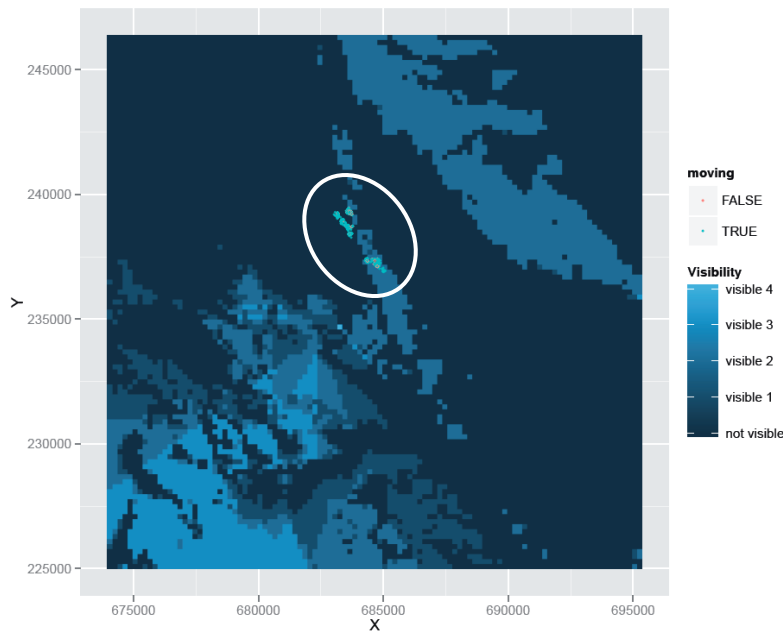 245000
240000
235000
230000
225000
Y
675000
680000
685000
690000
695000
X
moving
FALSE
TRUE
Visibility
visible 4
visible 3
visible 2
visible 1
not visible